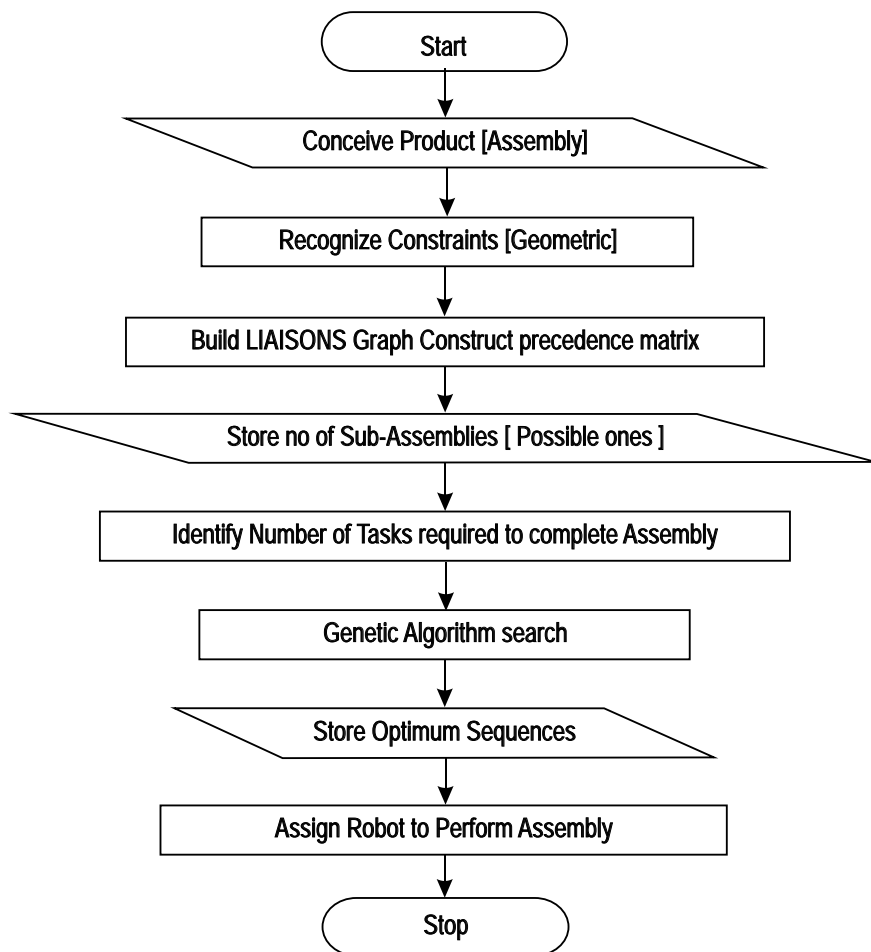 Start
Conceive Product [Assembly]
Recognize Constraints [Geometric]
Build LIAISONS Graph Construct precedence matrix
Store no of Sub-Assemblies [ Possible ones ]
Identify Number of Tasks required to complete Assembly
Genetic Algorithm search
Store Optimum Sequences
Assign Robot to Perform Assembly
Stop